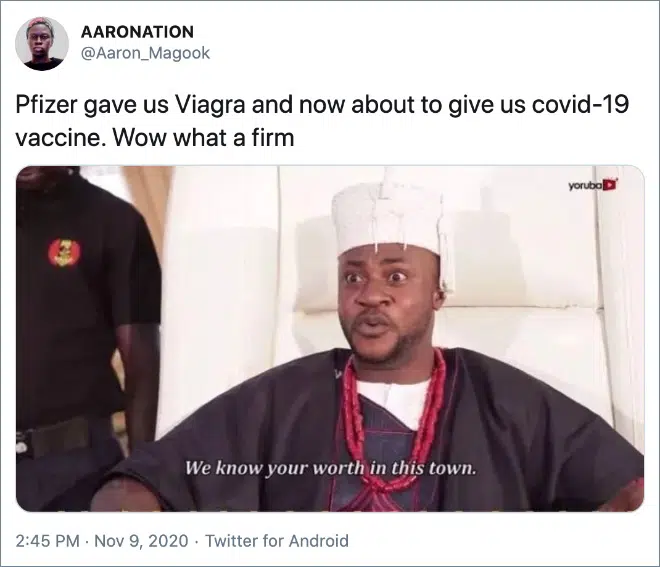 AARONATION
@Aaron_Magook
Pfizer gave us Viagra and now about to give us covid-19
vaccine. Wow what a firm
yoruba
We know your worth in this town.
2:45 PM · Nov 9, 2020 · Twitter for Android